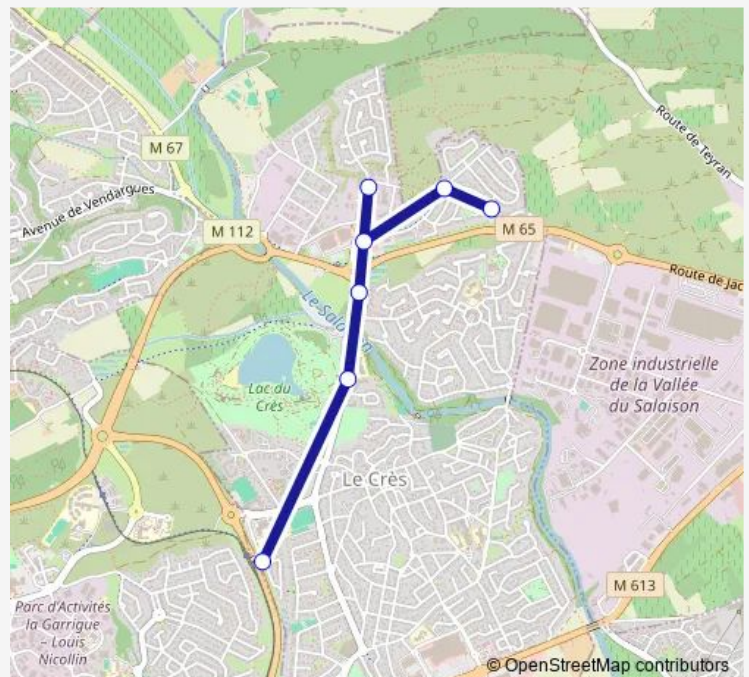 M 67
Route de Teyran
Avenue de Vendargues
M 112
M 65
Route de Jac
Le Salaison
Zone industrielle
de la Vallée
du Salaison
Lac du
Crès
Le Crès
M 613
Parc d'Activités
la Garrigue
– Louis
Nicollin
© OpenStreetMap contributors